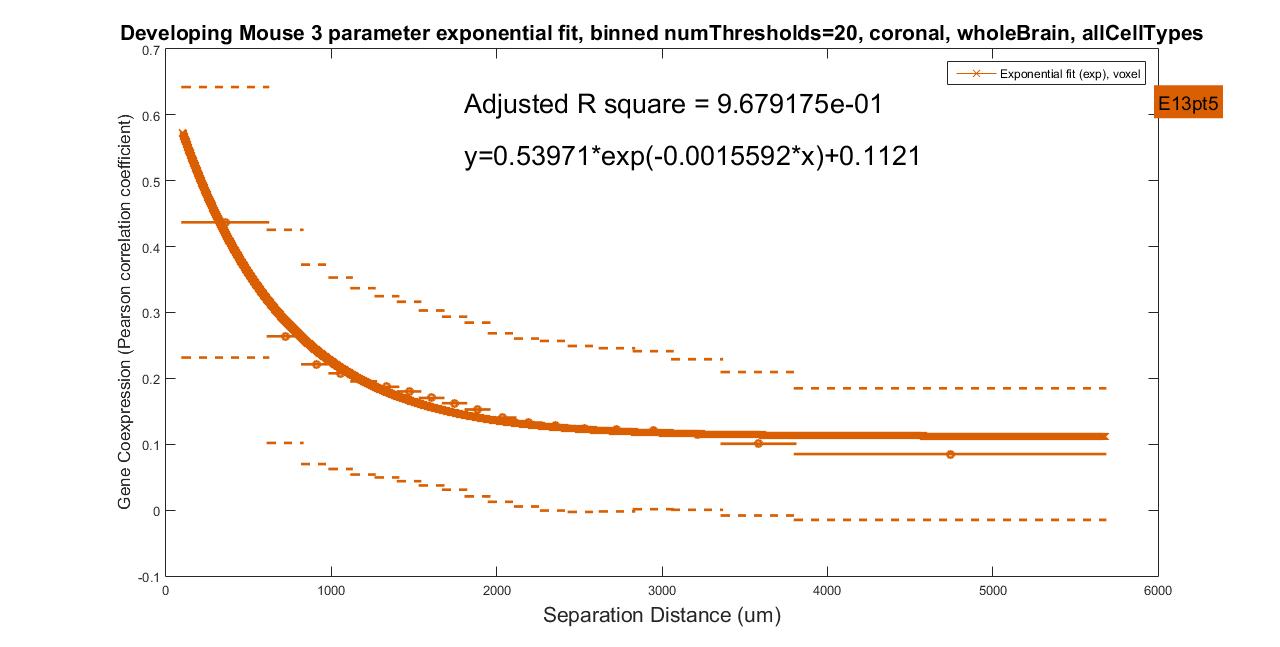 Developing Mouse 3 parameter exponential fit, binned numThresholds=20, coronal, wholeBrain, allCellTypes
Exponential fit (exp), voxel
E13pt5
Adjusted R square = 9.679175e-01
y=0.53971*exp(-0.0015592*x)+0.1121
Gene Coexpression (Pearson correlation coefficient)
0.7
0.6
0.5
0.4
0.3
0.2
0.1
0
-0.1
0
1000
2000
3000
4000
5000
6000
Separation Distance (um)